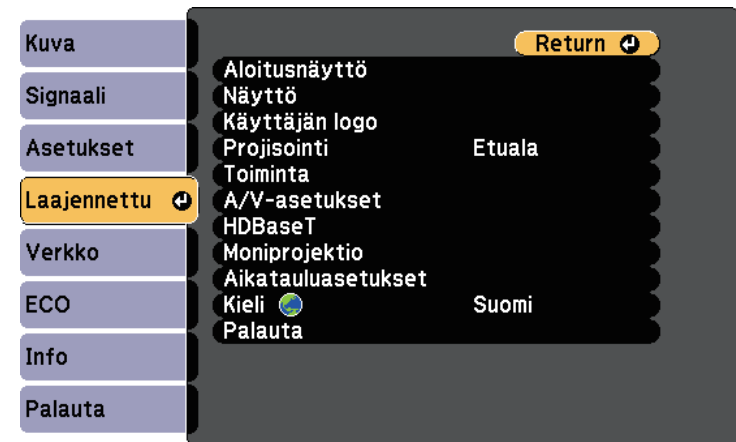 Kuva
Signaali
Asetukset
Laajennettu
Verkko
ECO
Info
Palauta
Return
Aloitusnäyttö
Näyttö
Käyttäjän logo
Projisointi Etuala
Toiminta
A/V-asetukset
HDBaseT
Moniprojektio
Aikatauluasetukset
Kieli Suomi
Palauta